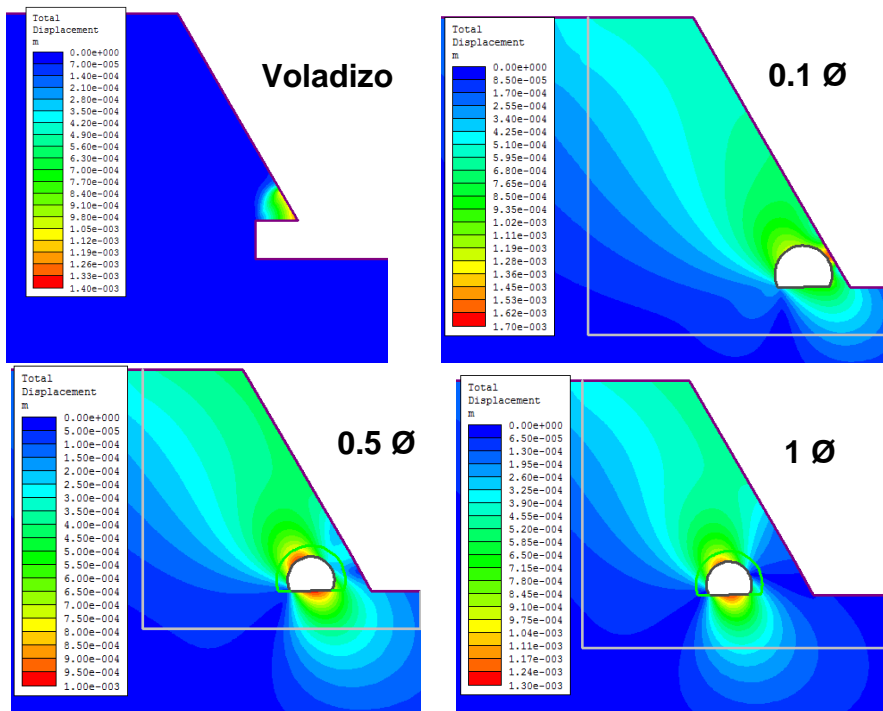 Total
Displacement
m
0.00e+000
7.00e-005
1.40e-004
2.10e-004
2.80e-004
3.50e-004
4.20e-004
4.90e-004
5.60e-004
6.30e-004
7.00e-004
7.70e-004
8.40e-004
9.10e-004
9.80e-004
1.05e-003
1.12e-003
1.19e-003
1.26e-003
1.33e-003
1.40e-003
Voladizo
Total
Displacement
m
0.00e+000
8.50e-005
1.70e-004
2.55e-004
3.40e-004
4.25e-004
5.10e-004
5.95e-004
6.80e-004
7.65e-004
8.50e-004
9.35e-004
1.02e-003
1.11e-003
1.19e-003
1.28e-003
1.36e-003
1.45e-003
1.53e-003
1.62e-003
1.70e-003
0.1 Ø
Total
Displacement
m
0.00e+000
5.00e-005
1.00e-004
1.50e-004
2.00e-004
2.50e-004
3.00e-004
3.50e-004
4.00e-004
4.50e-004
5.00e-004
5.50e-004
6.00e-004
6.50e-004
7.00e-004
7.50e-004
8.00e-004
8.50e-004
9.00e-004
9.50e-004
1.00e-003
0.5 Ø
Total
Displacement
m
0.00e+000
6.50e-005
1.30e-004
1.95e-004
2.60e-004
3.25e-004
3.90e-004
4.55e-004
5.20e-004
5.85e-004
6.50e-004
7.15e-004
7.80e-004
8.45e-004
9.10e-004
9.75e-004
1.04e-003
1.11e-003
1.17e-003
1.24e-003
1.30e-003
1 Ø